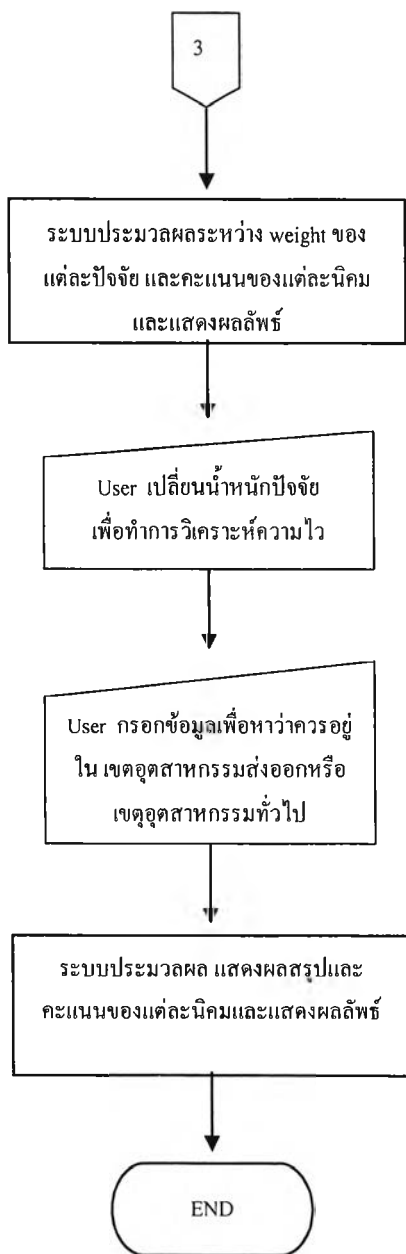 3
ระบบประมวลผลระหว่าง weight ของ
แต่ละปัจจัย และคะแนนของแต่ละนิคม
และแสดงผลลัพธ์
User เปลี่ยนน้ำหนักปัจจัย
เพื่อทำการวิเคราะห์ความไว
User กรอกข้อมูลเพื่อหาว่าควรอยู่
ใน เขตอุตสาหกรรมส่งออกหรือ
เขตอุตสาหกรรมทั่วไป
ระบบประมวลผล แสดงผลสรุปและ
คะแนนของแต่ละนิคมและแสดงผลลัพธ์
END